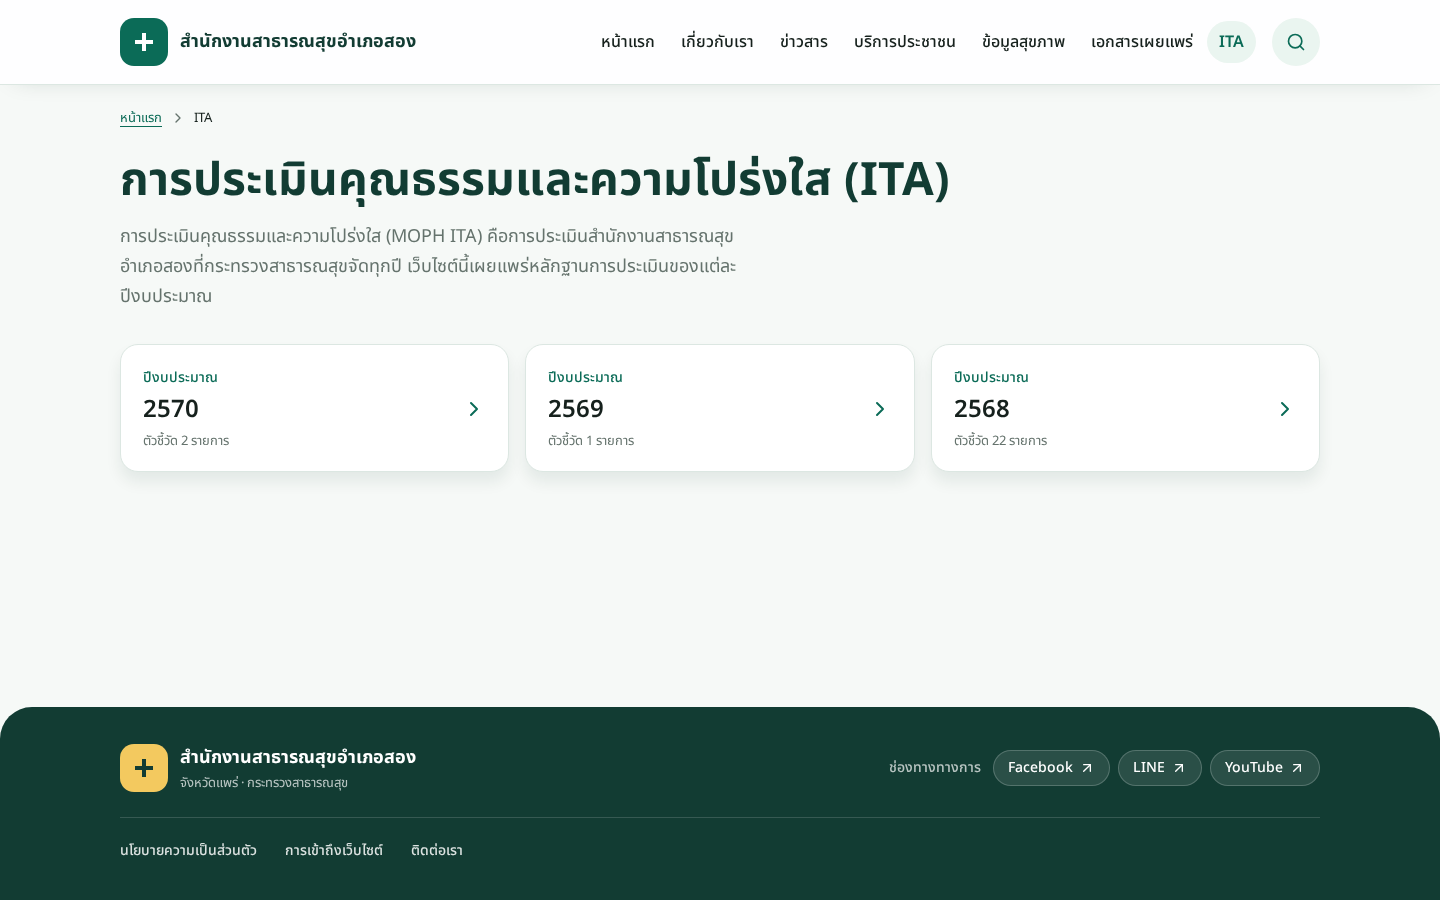 สำนักงานสาธารณสุขอำเภอสอง
หน้าแรก
เกี่ยวกับเรา
ข่าวสาร
บริการประชาชน
ข้อมูลสุขภาพ
เอกสารเผยแพร่
ITA
หน้าแรก
ITA
การประเมินคุณธรรมและความโปร่งใส (ITA)
การประเมินคุณธรรมและความโปร่งใส (MOPH ITA) คือการประเมินสำนักงานสาธารณสุข
อำเภอสองที่กระทรวงสาธารณสุขจัดทุกปี เว็บไซต์นี้เผยแพร่หลักฐานการประเมินของแต่ละ
ปีงบประมาณ
ปีงบประมาณ
2570
ตัวชี้วัด 2 รายการ
ปีงบประมาณ
2569
ตัวชี้วัด 1 รายการ
ปีงบประมาณ
2568
ตัวชี้วัด 22 รายการ
สำนักงานสาธารณสุขอำเภอสอง
จังหวัดแพร่ · กระทรวงสาธารณสุข
ช่องทางทางการ
Facebook
LINE
YouTube
นโยบายความเป็นส่วนตัว
การเข้าถึงเว็บไซต์
ติดต่อเรา